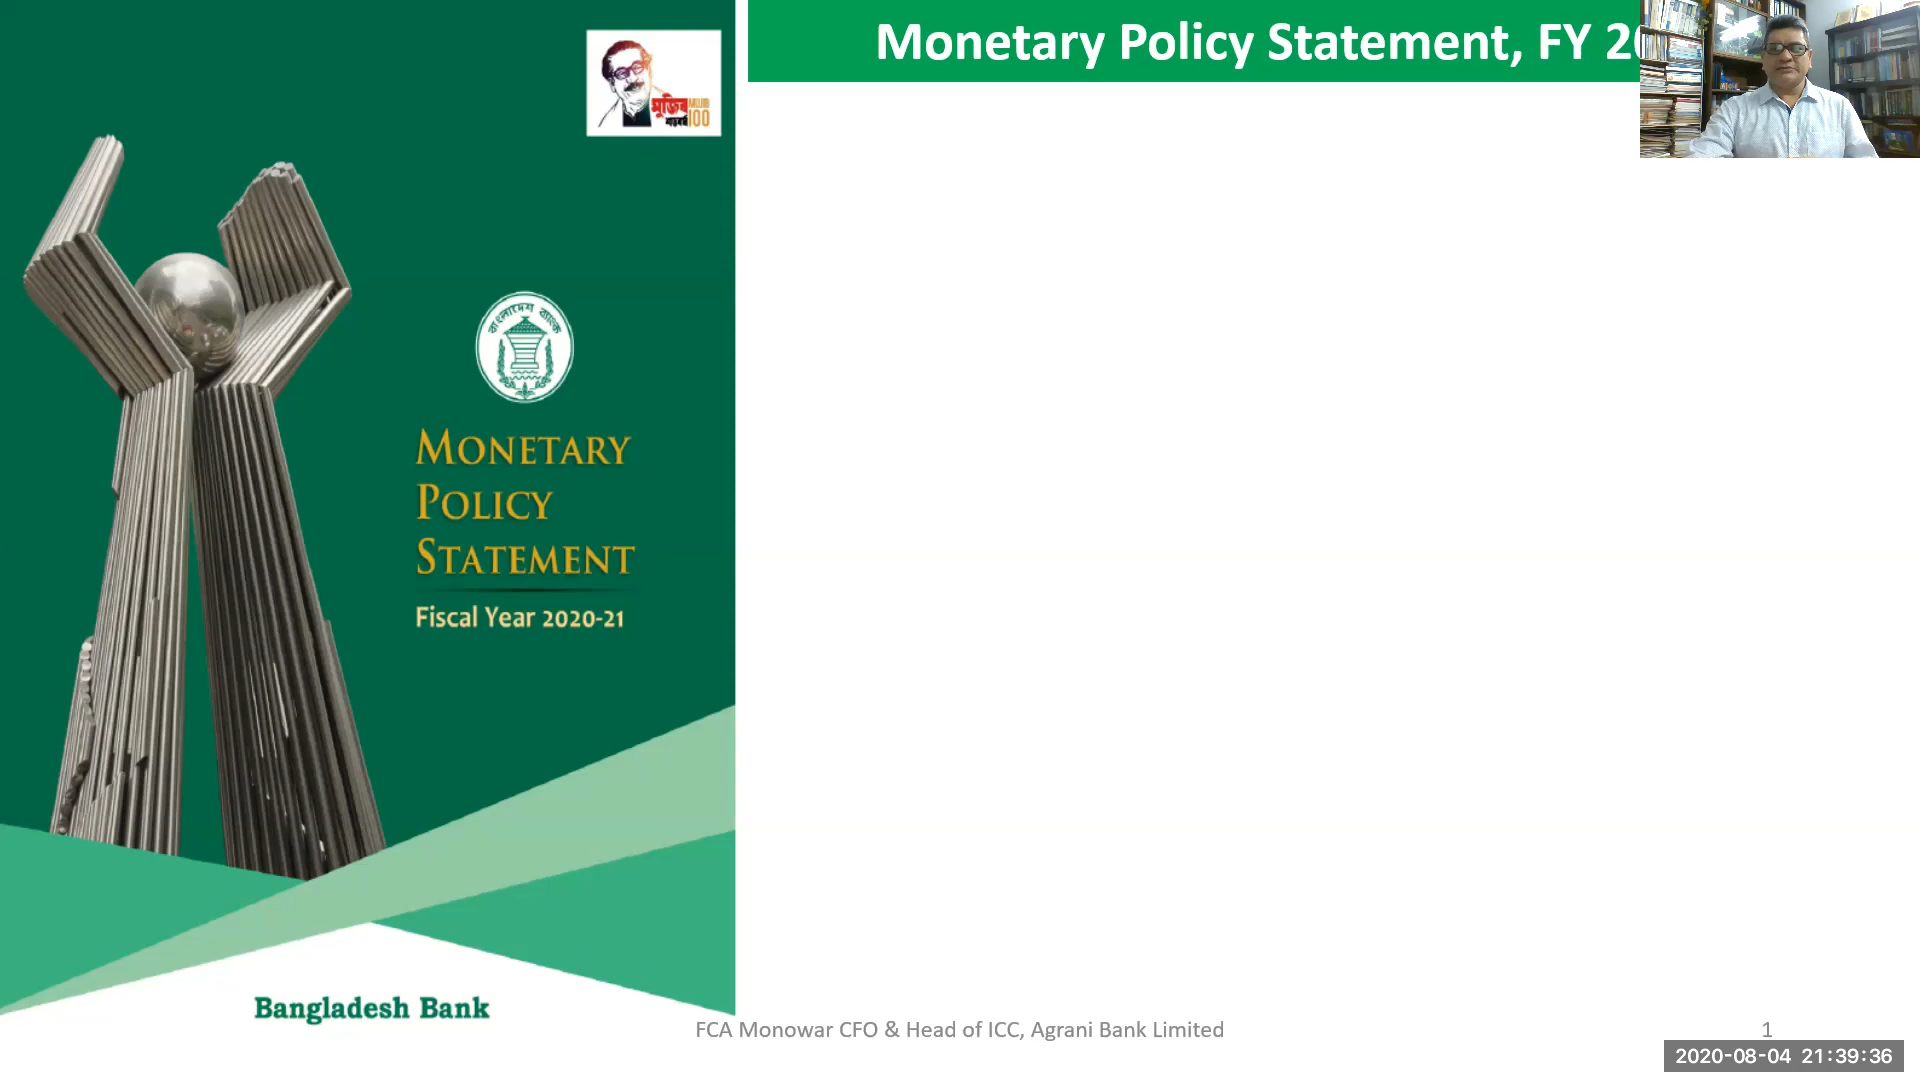 Monetary Policy Statement, FY 20
মুজিব
শতবর্ষ
MUJIB
100
বাংলাদেশ ব্যাংক
MONETARY
POLICY
STATEMENT
Fiscal Year 2020-21
Bangladesh Bank
FCA Monowar CFO & Head of ICC, Agrani Bank Limited
1
2020-08-04 21:39:36